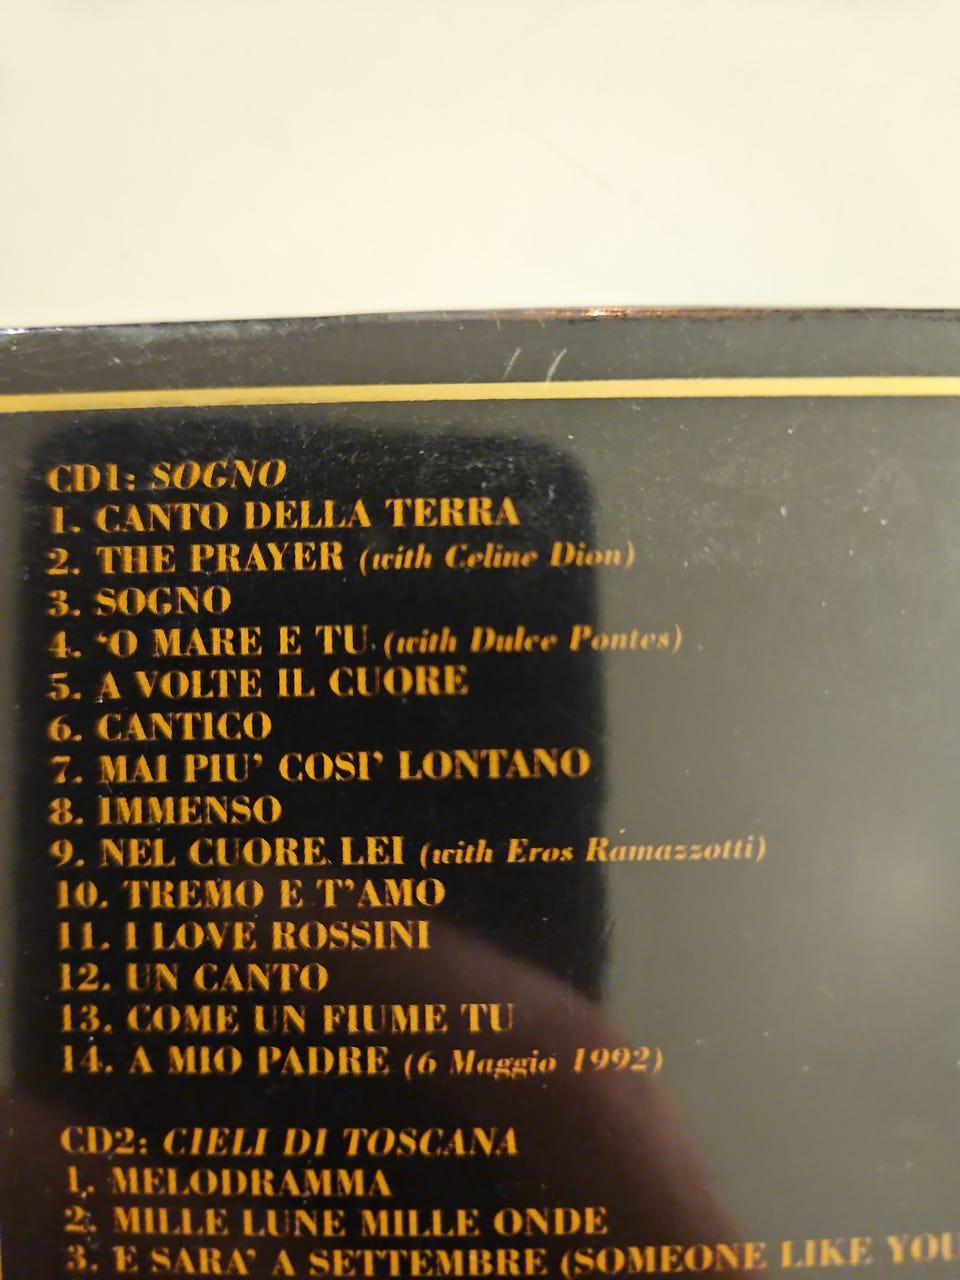 CD1: SOGNO
1. CANTO DELLA TERRA
2. THE PRAYER (with Celine Dion)
3. SOGNO
4. ‘O MARE E TU (with Dulce Pontes)
5. A VOLTE IL CUORE
6. CANTICO
7. MAI PIU’ COSI’ LONTANO
8. IMMENSO
9. NEL CUORE LEI (with Eros Ramazzotti)
10. TREMO E T’AMO
11. I LOVE ROSSINI
12. UN CANTO
13. COME UN FIUME TU
14. A MIO PADRE (6 Maggio 1992)
CD2: CIELI DI TOSCANA
1. MELODRAMMA
2. MILLE LUNE MILLE ONDE
3. E SARA’ A SETTEMBRE (SOMEONE LIKE YOU